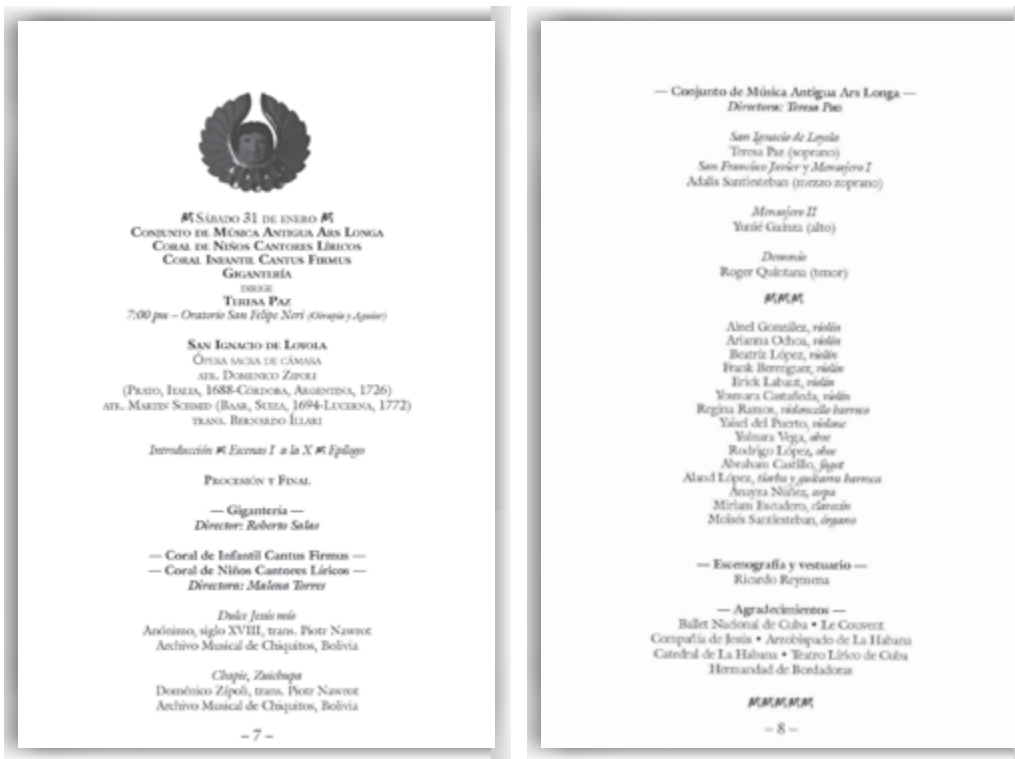 SÁBADO 31 DE ENERO
CONJUNTO DE MÚSICA ANTIGUA ARS LONGA
CORAL DE NIÑOS CANTORES LÍRICOS
CORAL INFANTIL CANTUS FIRMUS
GIGANTERÍA
DIRIGE
TERESA PAZ
7:00 pm – Oratorio San Felipe Neri (Obrapía y Aguiar)
SAN IGNACIO DE LOYOLA
ÓPERA SACRA DE CÁMARA
ATR. DOMENICO ZIPOLI
(PRATO, ITALIA, 1688-CÓRDOBA, ARGENTINA, 1726)
ATR. MARTIN SCHMID (BAAR, SUIZA, 1694-LUCERNA, 1772)
TRANS. BERNARDO ILLARI
Introducción Escenas I a la X Epílogo
PROCESIÓN Y FINAL
— Gigantería —
Director: Roberto Salas
— Coral de Infantil Cantus Firmus —
— Coral de Niños Cantores Líricos —
Directora: Malena Torres
Dulce Jesús mío
Anónimo, siglo XVIII, trans. Piotr Nawrot
Archivo Musical de Chiquitos, Bolivia
Chapie, Zuichupa
Doménico Zípoli, trans. Piotr Nawrot
Archivo Musical de Chiquitos, Bolivia
– 7 –
— Conjunto de Música Antigua Ars Longa —
Directora: Teresa Paz
San Ignacio de Loyola
Teresa Paz (soprano)
San Francisco Javier y Mensajero I
Adalis Santiesteban (mezzo zoprano)
Mensajero II
Yunié Gainza (alto)
Demonio
Roger Quintana (tenor)
Ainel González, violín
Arianna Ochoa, violín
Beatriz López, violín
Frank Berenguer, violín
Erick Labaut, violín
Yosmara Castañeda, violín
Regina Ramos, violoncello barroco
Yaisel del Puerto, violone
Yulnara Vega, oboe
Rodrigo López, oboe
Abraham Castillo, fagot
Aland López, tiorba y guitarra barroca
Anayza Núñez, arpa
Miriam Escudero, clavecín
Moisés Santiesteban, órgano
— Escenografía y vestuario —
Ricardo Reymena
— Agradecimientos —
Ballet Nacional de Cuba • Le Couvent
Compañía de Jesús • Arzobispado de La Habana
Catedral de La Habana • Teatro Lírico de Cuba
Hermandad de Bordadoras
– 8 –